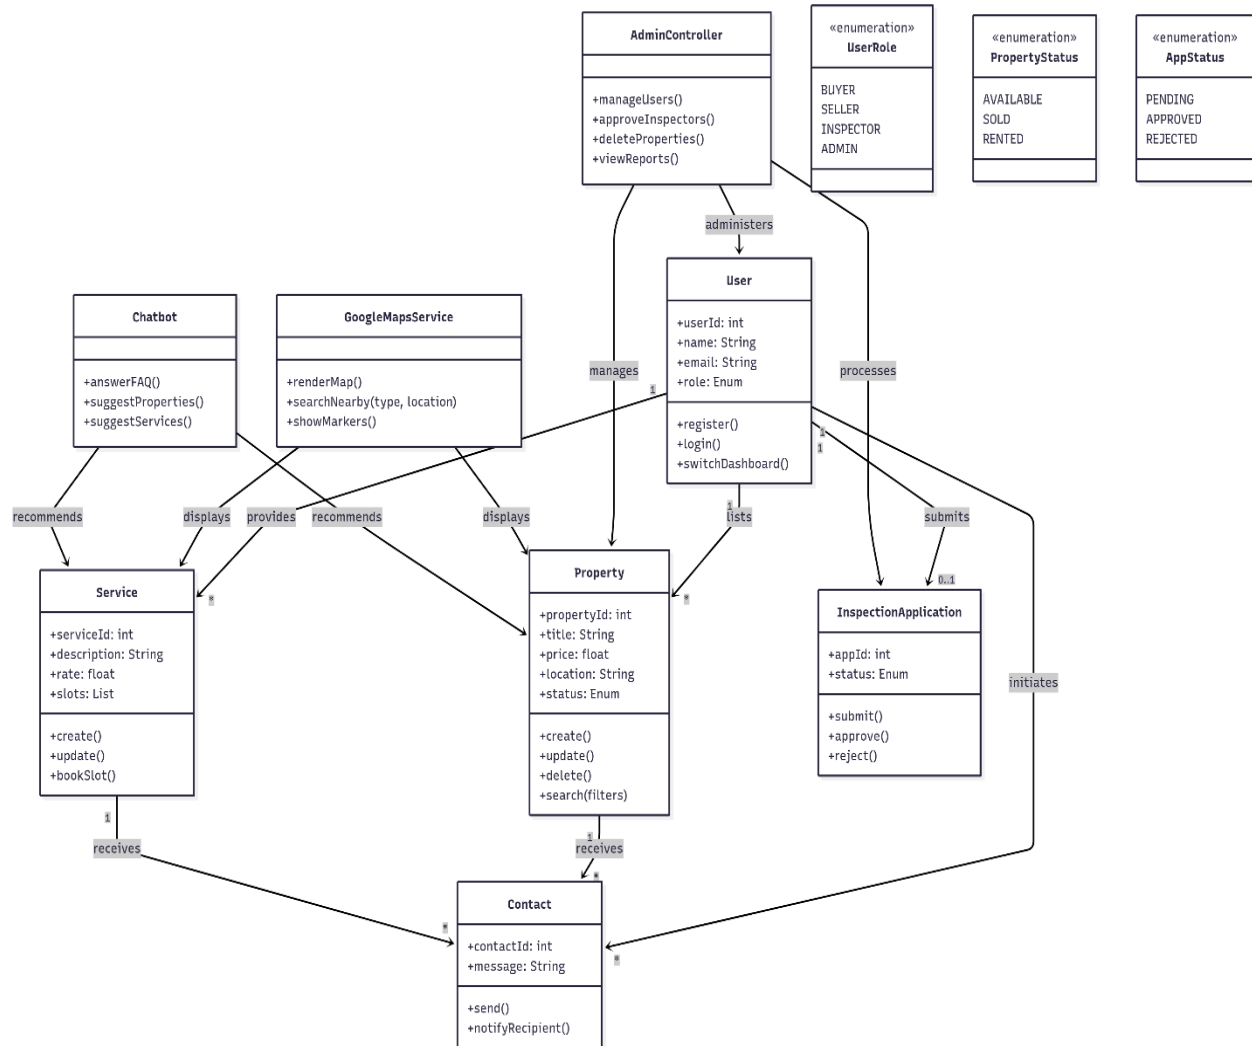 AdminController
+manageUsers()
+approveInspectors()
+deleteProperties()
+viewReports()
«enumeration»
UserRole
BUYER
SELLER
INSPECTOR
ADMIN
«enumeration»
PropertyStatus
AVAILABLE
SOLD
RENTED
«enumeration»
AppStatus
PENDING
APPROVED
REJECTED
administers
manages
processes
User
+userId: int
+name: String
+email: String
+role: Enum
+register()
+login()
+switchDashboard()
Chatbot
+answerFAQ()
+suggestProperties()
+suggestServices()
GoogleMapsService
+renderMap()
+searchNearby(type, location)
+showMarkers()
1
1
1
1
recommends
displays
provides
recommends
displays
lists
submits
*
*
0..1
Service
+serviceId: int
+description: String
+rate: float
+slots: List
+create()
+update()
+bookSlot()
Property
+propertyId: int
+title: String
+price: float
+location: String
+status: Enum
+create()
+update()
+delete()
+search(filters)
InspectionApplication
+appId: int
+status: Enum
+submit()
+approve()
+reject()
initiates
1
receives
1
receives
*
*
*
Contact
+contactId: int
+message: String
+send()
+notifyRecipient()